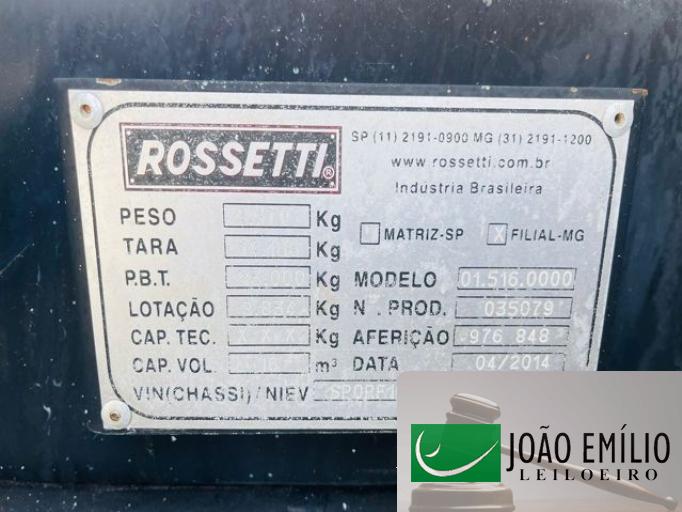 ROSSETTI®
SP (11) 2191-0900 MG (31) 2191-1200
www.rossetti.com.br
Indústria Brasileira
PESO Kg
TARA Kg
MATRIZ-SP X FILIAL-MG
P.B.T. Kg
MODELO 01.516.0000
LOTAÇÃO Kg
N°. PROD. 035079
CAP. TEC. X X X Kg
AFERIÇÃO 976 848
CAP. VOL. m³
DATA 04/2014
VIN(CHASSI)/NIEV
JOÃO EMÍLIO
LEILOEIRO